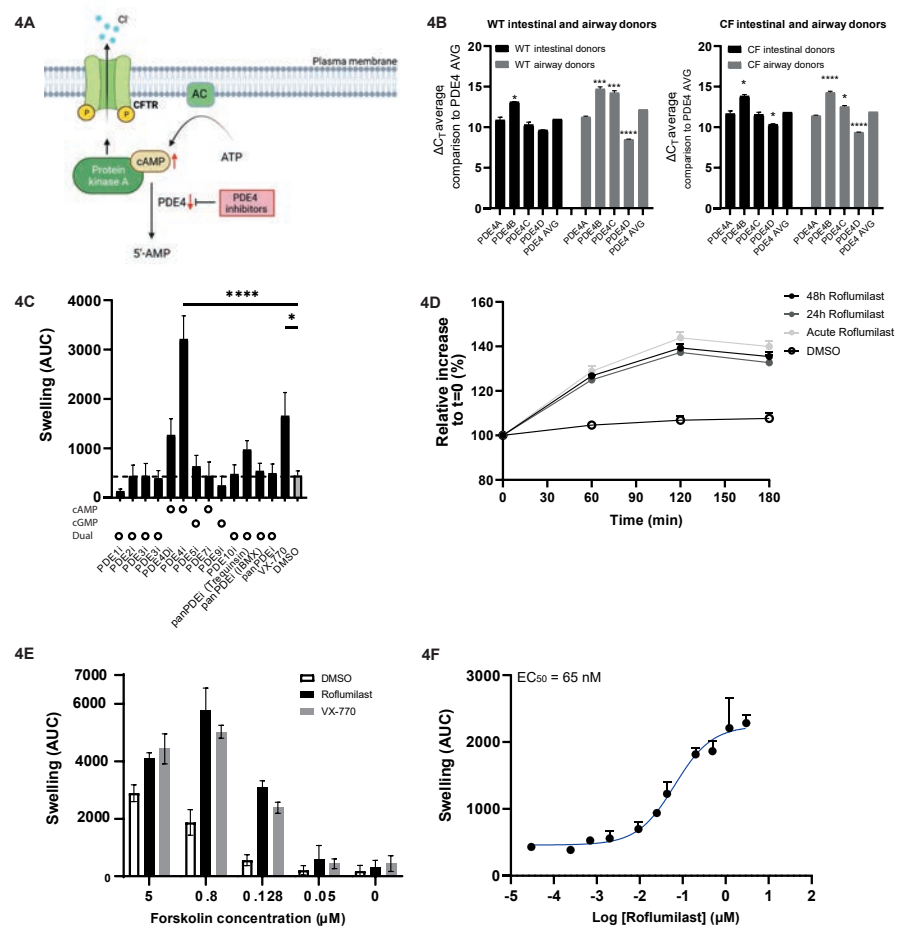 4A
Cl⁻
Plasma membrane
P
P
CFTR
AC
ATP
cAMP
Protein
kinase A
PDE4
PDE4
inhibitors
5'-AMP
4B
WT intestinal and airway donors
WT intestinal donors
WT airway donors
ΔCT average
comparison to PDE4 AVG
20
15
10
5
0
*
***
***
****
PDE4A
PDE4B
PDE4C
PDE4D
PDE4 AVG
PDE4A
PDE4B
PDE4C
PDE4D
PDE4 AVG
CF intestinal and airway donors
CF intestinal donors
CF airway donors
ΔCT average
comparison to PDE4 AVG
20
15
10
5
0
*
*
****
*
****
PDE4A
PDE4B
PDE4C
PDE4D
PDE4 AVG
PDE4A
PDE4B
PDE4C
PDE4D
PDE4 AVG
4C
Swelling (AUC)
4000
3000
2000
1000
0
****
*
cAMP
cGMP
Dual
PDE1i
PDE2i
PDE3i
PDE3i
PDE4Di
PDE4i
PDE5i
PDE7i
PDE9i
PDE10i
panPDEi (Trequinsin)
panPDEi (IBMX)
panPDEi
VX-770
DMSO
4D
Relative increase
to t=0 (%)
160
140
120
100
80
0 30 60 90 120 150 180
Time (min)
48h Roflumilast
24h Roflumilast
Acute Roflumilast
DMSO
4E
Swelling (AUC)
7000
6000
4000
2000
0
DMSO
Roflumilast
VX-770
5 0.8 0.128 0.05 0
Forskolin concentration (µM)
4F
EC50 = 65 nM
Swelling (AUC)
3000
2000
1000
0
-5 -4 -3 -2 -1 0 1 2
Log [Roflumilast] (µM)